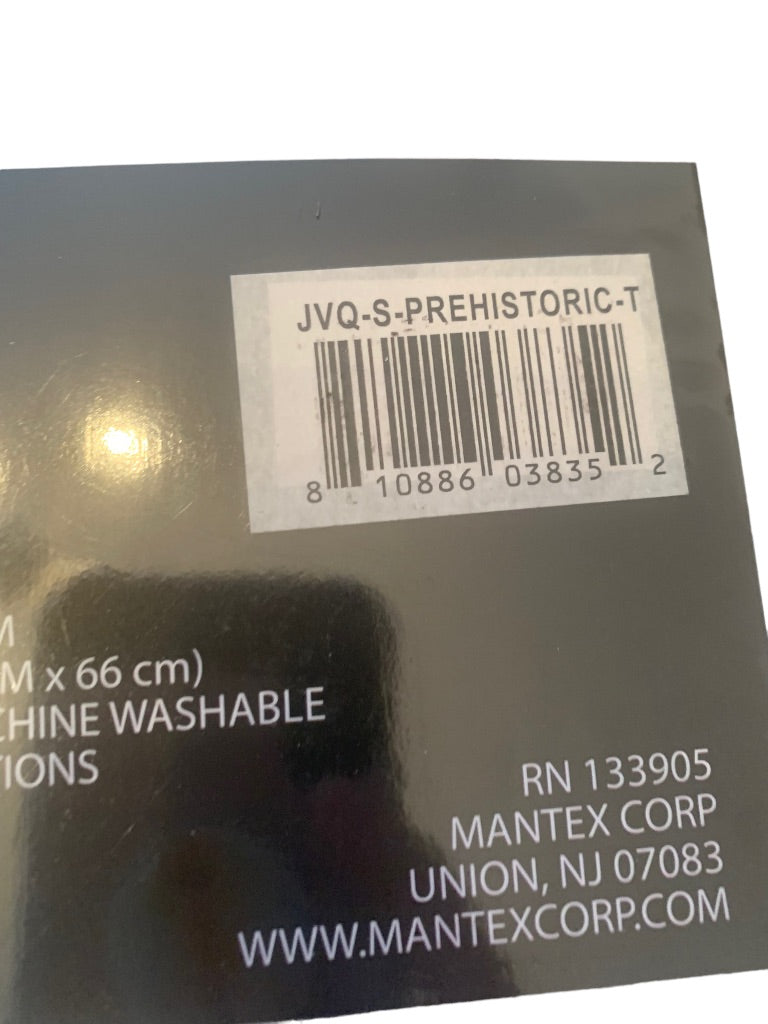 JVQ-S-PREHISTORIC-T
8 10886 03835 2
M
M x 66 cm)
CHINE WASHABLE
TIONS
RN 133905
MANTEX CORP
UNION, NJ 07083
WWW.MANTEXCORP.COM